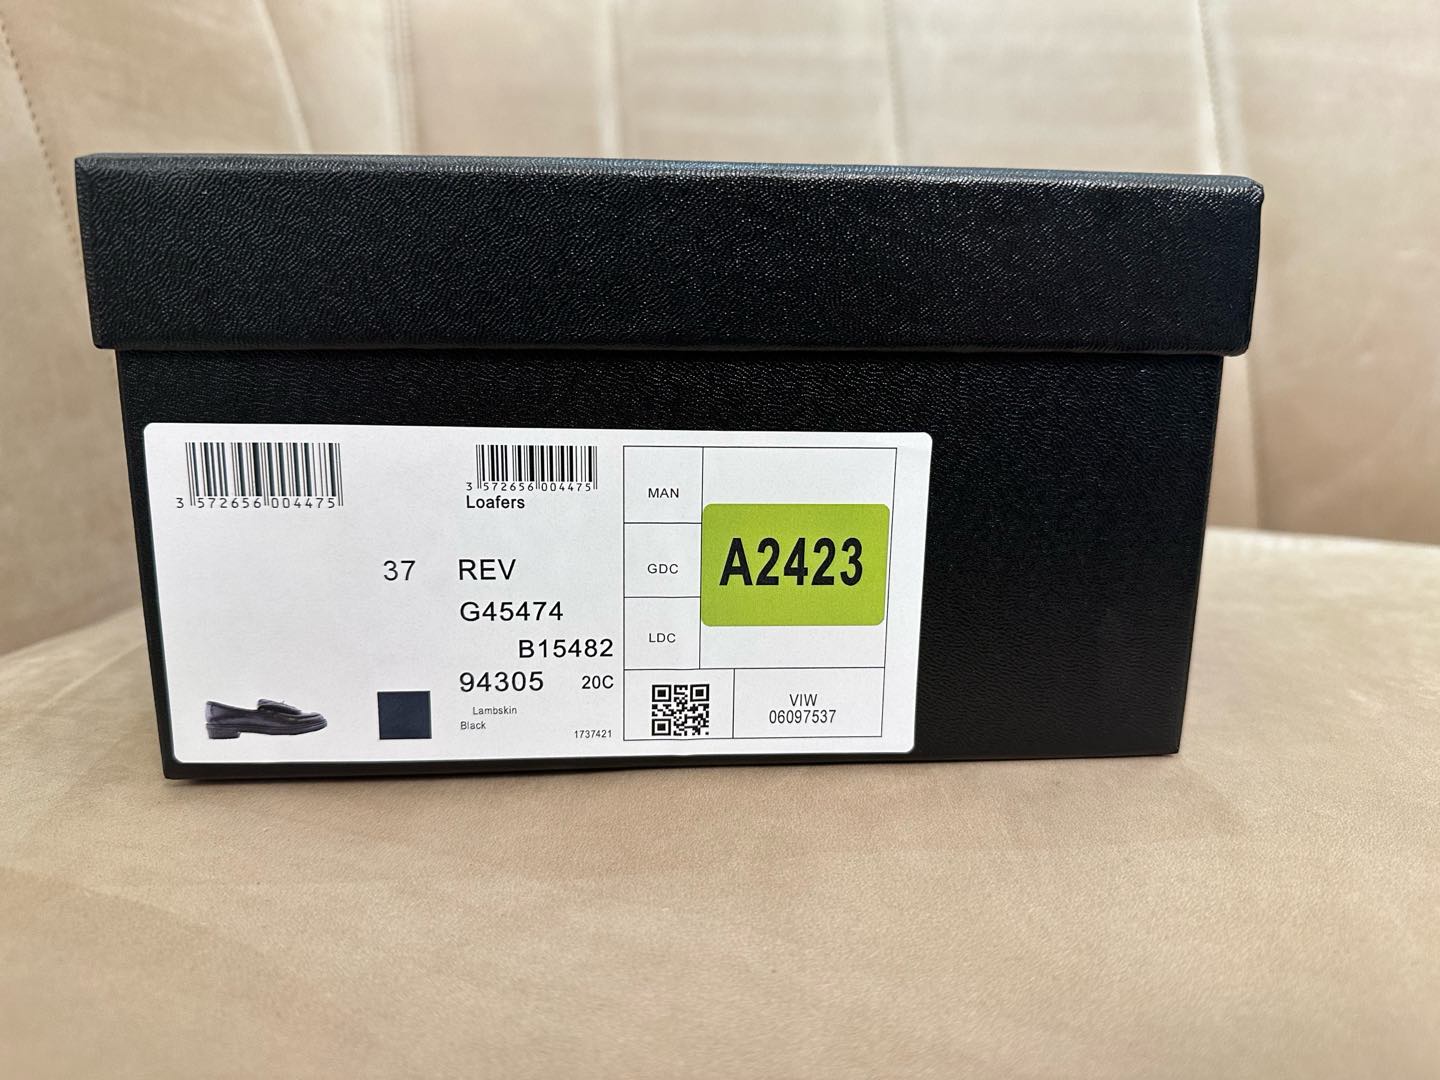 3 572656 004475
3 572656 004475
Loafers
37 REV
G45474
B15482
94305 20C
Lambskin
Black
1737421
MAN
GDC
A2423
LDC
VIW
06097537